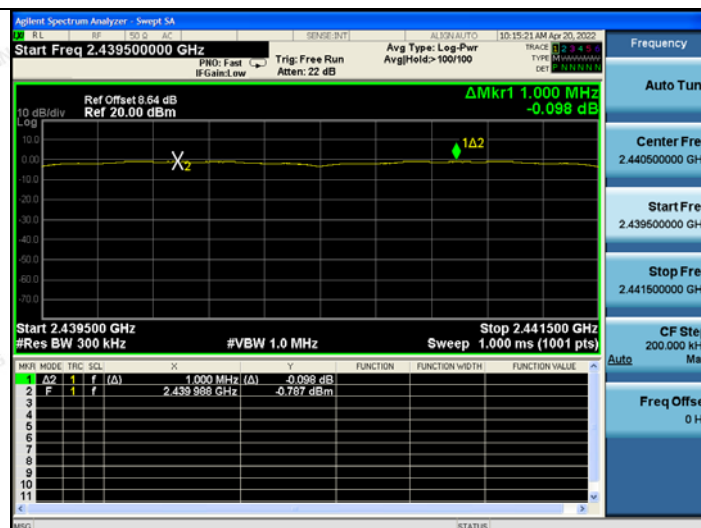 Agilent Spectrum Analyzer - Swept SA
RL RF 50 Ω AC SENSE:INT ALIGN AUTO 10:15:21 AM Apr 20, 2022
Start Freq 2.439500000 GHz
PNO: Fast
IFGain:Low
Trig: Free Run
Atten: 22 dB
Avg Type: Log-Pwr
Avg|Hold:>100/100
TRACE 1 2 3 4 5 6
TYPE
DET P N N N N N
ΔMkr1 1.000 MHz
-0.098 dB
Ref Offset 8.64 dB
Ref 20.00 dBm
10 dB/div
Log
10.0
0.00
-10.0
-20.0
-30.0
-40.0
-50.0
-60.0
-70.0
X2
1Δ2
Start 2.439500 GHz Stop 2.441500 GHz
#Res BW 300 kHz #VBW 1.0 MHz Sweep 1.000 ms (1001 pts)
MKR MODE TRC SCL X Y FUNCTION FUNCTION WIDTH FUNCTION VALUE
1 Δ2 1 f (Δ) 1.000 MHz (Δ) -0.098 dB
2 F 1 f 2.439 988 GHz -0.787 dBm
3
4
5
6
7
8
9
10
11
MSG STATUS
Frequency
Auto Tun
Center Fre
2.440500000 GH
Start Fre
2.439500000 GH
Stop Fre
2.441500000 GH
CF Ste
200.000 kH
Auto Ma
Freq Offse
0 H